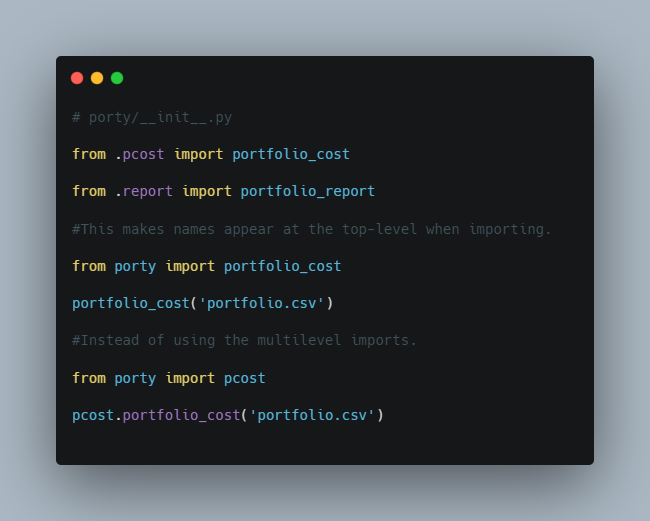 # porty/__init__.py
from .pcost import portfolio_cost
from .report import portfolio_report
#This makes names appear at the top-level when importing.
from porty import portfolio_cost
portfolio_cost('portfolio.csv')
#Instead of using the multilevel imports.
from porty import pcost
pcost.portfolio_cost('portfolio.csv')